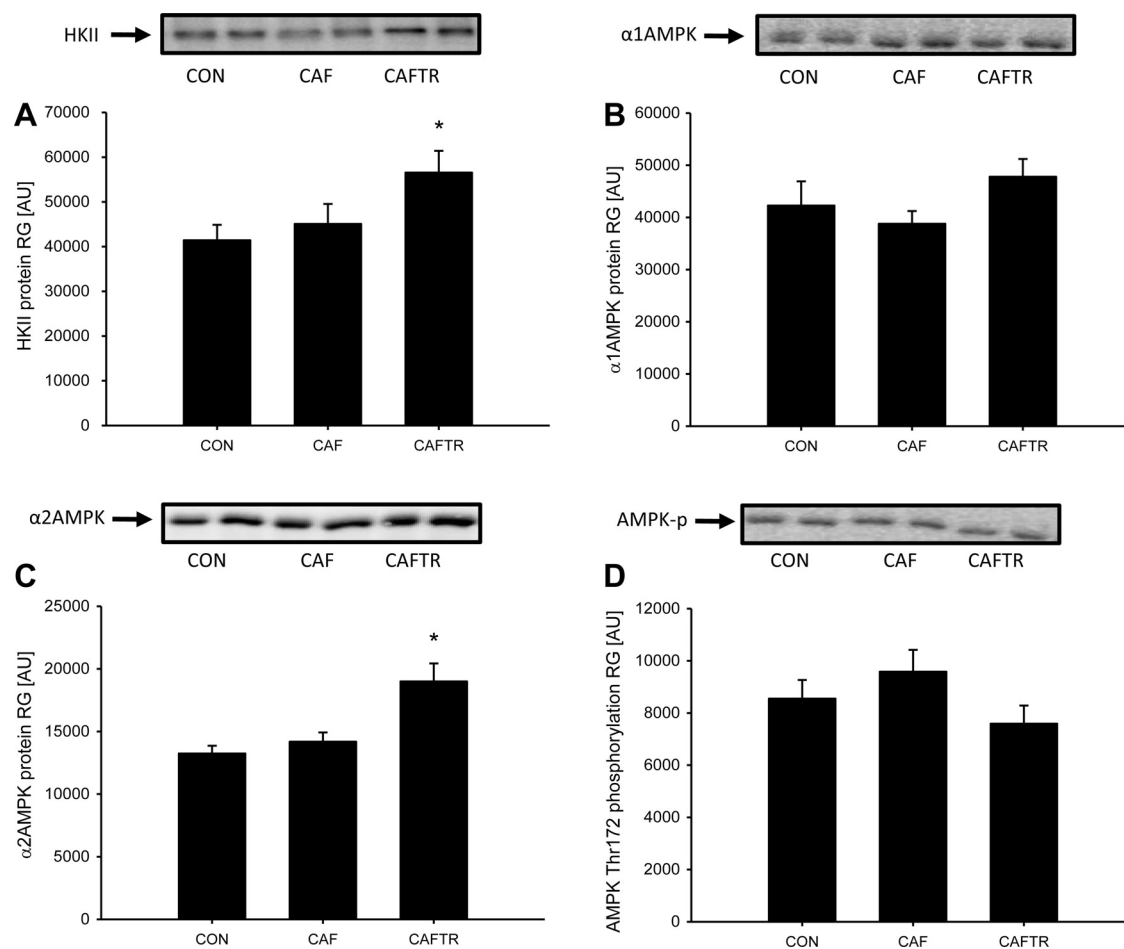 HKII
CON CAF CAFTR
A
HKII protein RG [AU]
70000
60000
50000
40000
30000
20000
10000
0
*
CON CAF CAFTR
α1AMPK
CON CAF CAFTR
B
α1AMPK protein RG [AU]
60000
50000
40000
30000
20000
10000
0
CON CAF CAFTR
α2AMPK
CON CAF CAFTR
C
α2AMPK protein RG [AU]
25000
20000
15000
10000
5000
0
*
CON CAF CAFTR
AMPK-p
CON CAF CAFTR
D
AMPK Thr172 phosphorylation RG [AU]
12000
10000
8000
6000
4000
2000
0
CON CAF CAFTR